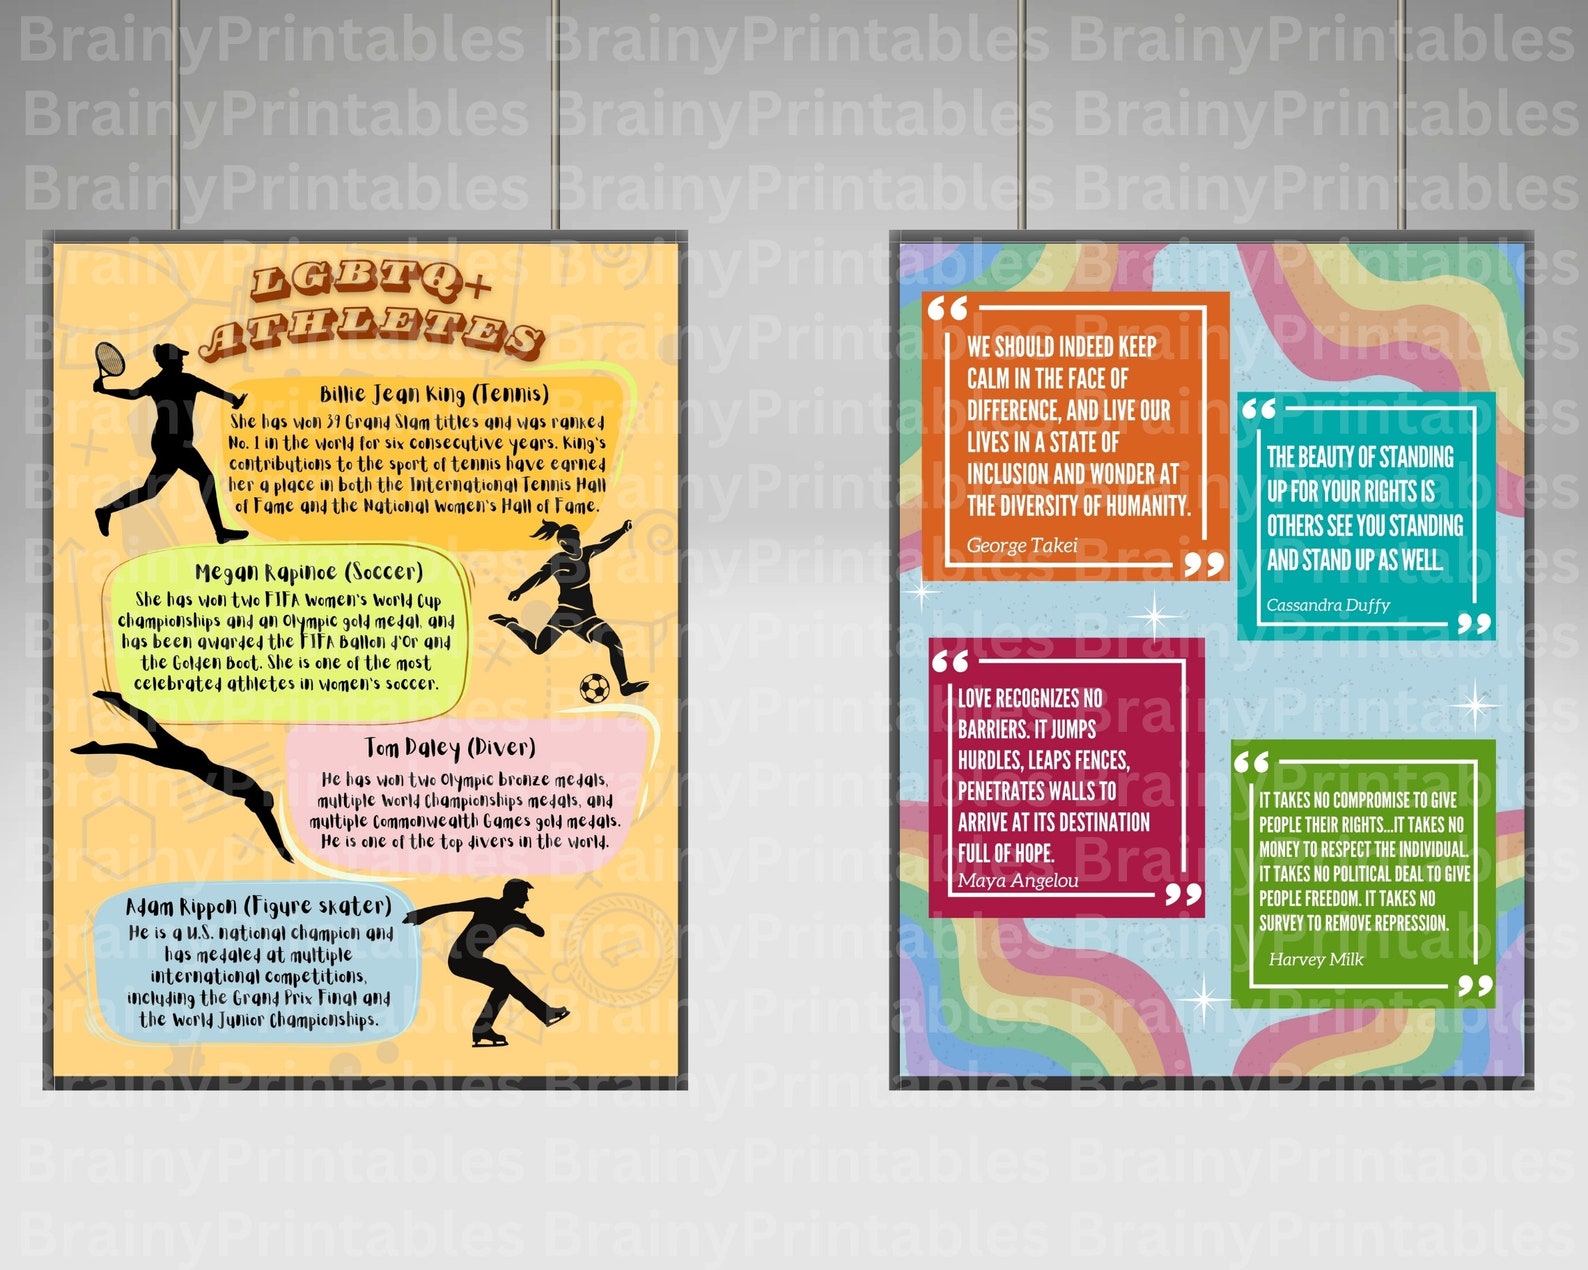 BrainyPrintables BrainyPrintables BrainyPrintables
BrainyPrintables BrainyPrintables BrainyPrintables
BrainyPrintables BrainyPrintables BrainyPrintables
LGBTQ+
ATHLETES
Billie Jean King (Tennis)
She has won 39 Grand Slam titles and was ranked
No. 1 in the world for six consecutive years. King's
contributions to the sport of tennis have earned
her a place in both the International Tennis Hall
of Fame and the National Women's Hall of Fame.
Megan Rapinoe (Soccer)
She has won two FIFA Women's World Cup
championships and an Olympic gold medal, and
has been awarded the FIFA Ballon d'Or and
the Golden Boot. She is one of the most
celebrated athletes in women's soccer.
Tom Daley (Diver)
He has won two Olympic bronze medals,
multiple World Championships medals, and
multiple Commonwealth Games gold medals.
He is one of the top divers in the world.
Adam Rippon (Figure skater)
He is a U.S. national champion and
has medaled at multiple
international competitions,
including the Grand Prix Final and
the World Junior Championships.
WE SHOULD INDEED KEEP
CALM IN THE FACE OF
DIFFERENCE, AND LIVE OUR
LIVES IN A STATE OF
INCLUSION AND WONDER AT
THE DIVERSITY OF HUMANITY.
George Takei
THE BEAUTY OF STANDING
UP FOR YOUR RIGHTS IS
OTHERS SEE YOU STANDING
AND STAND UP AS WELL.
Cassandra Duffy
LOVE RECOGNIZES NO
BARRIERS. IT JUMPS
HURDLES, LEAPS FENCES,
PENETRATES WALLS TO
ARRIVE AT ITS DESTINATION
FULL OF HOPE.
Maya Angelou
IT TAKES NO COMPROMISE TO GIVE
PEOPLE THEIR RIGHTS...IT TAKES NO
MONEY TO RESPECT THE INDIVIDUAL.
IT TAKES NO POLITICAL DEAL TO GIVE
PEOPLE FREEDOM. IT TAKES NO
SURVEY TO REMOVE REPRESSION.
Harvey Milk
BrainyPrintables BrainyPrintables BrainyPrintables
BrainyPrintables BrainyPrintables BrainyPrintables